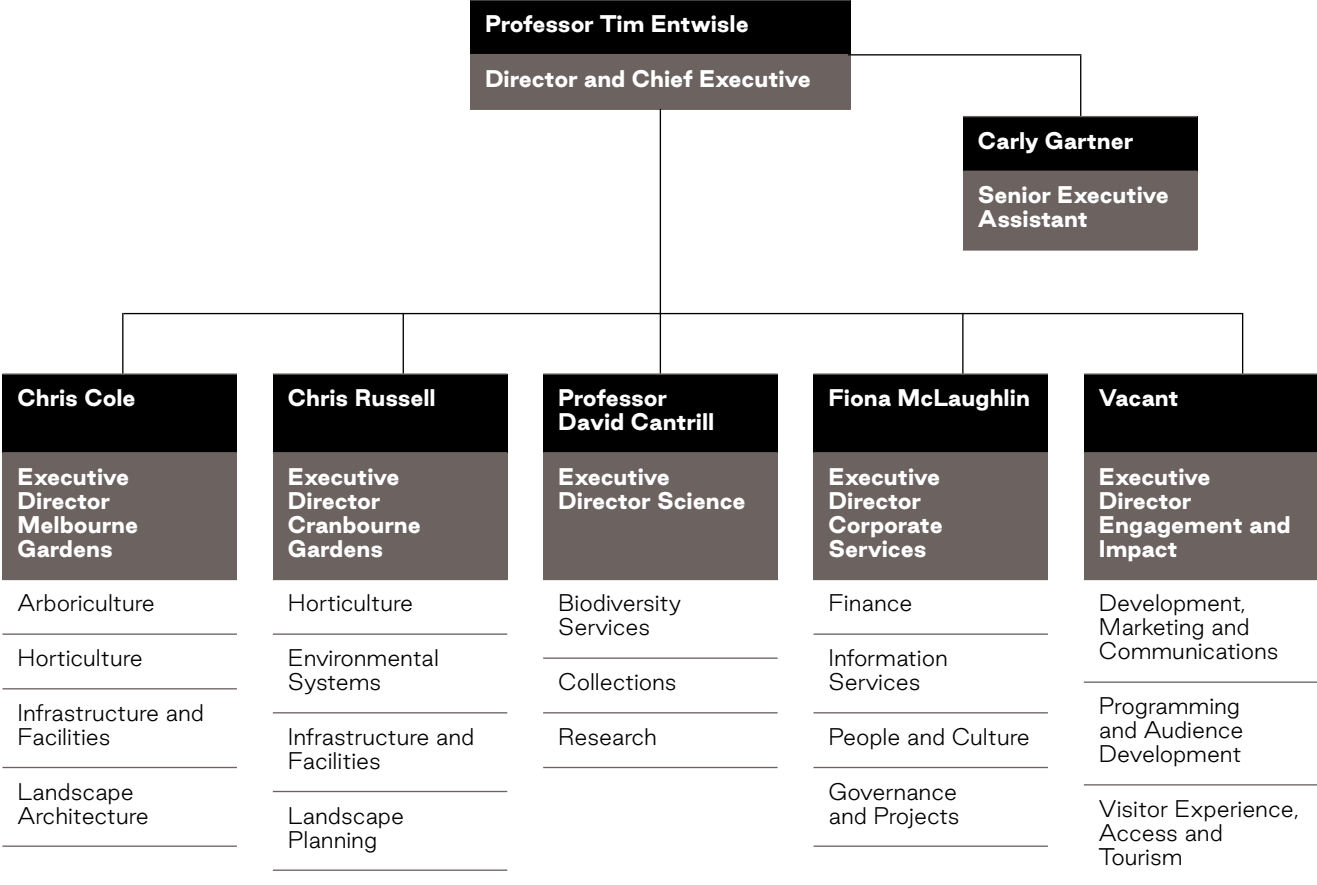 Professor Tim Entwisle
Director and Chief Executive
Carly Gartner
Senior Executive
Assistant
Chris Cole
Executive
Director
Melbourne
Gardens
Arboriculture
Horticulture
Infrastructure and
Facilities
Landscape
Architecture
Chris Russell
Executive
Director
Cranbourne
Gardens
Horticulture
Environmental
Systems
Infrastructure and
Facilities
Landscape
Planning
Professor
David Cantrill
Executive
Director Science
Biodiversity
Services
Collections
Research
Fiona McLaughlin
Executive
Director
Corporate
Services
Finance
Information
Services
People and Culture
Governance
and Projects
Vacant
Executive
Director
Engagement and
Impact
Development,
Marketing and
Communications
Programming
and Audience
Development
Visitor Experience,
Access and
Tourism